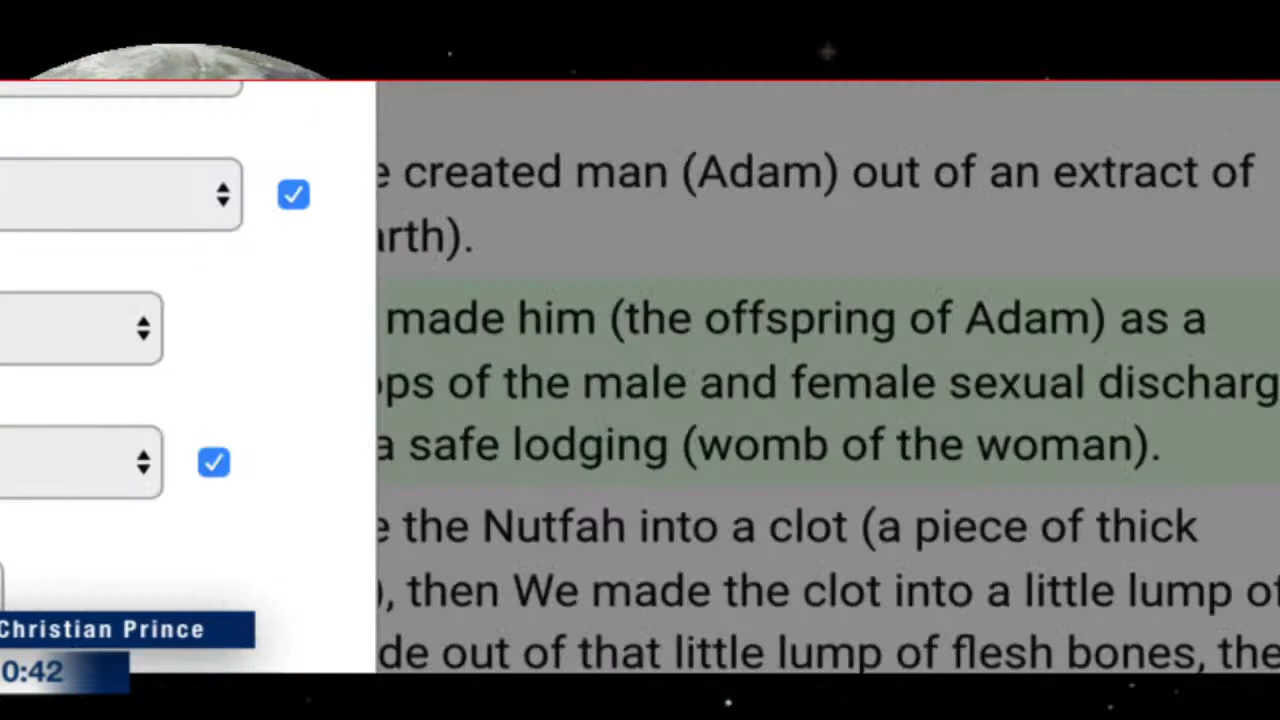 created man (Adam) out of an extract of
arth).
made him (the offspring of Adam) as a
ops of the male and female sexual discharg
a safe lodging (womb of the woman).
the Nutfah into a clot (a piece of thick
), then We made the clot into a little lump of
de out of that little lump of flesh bones, the
Christian Prince
0:42